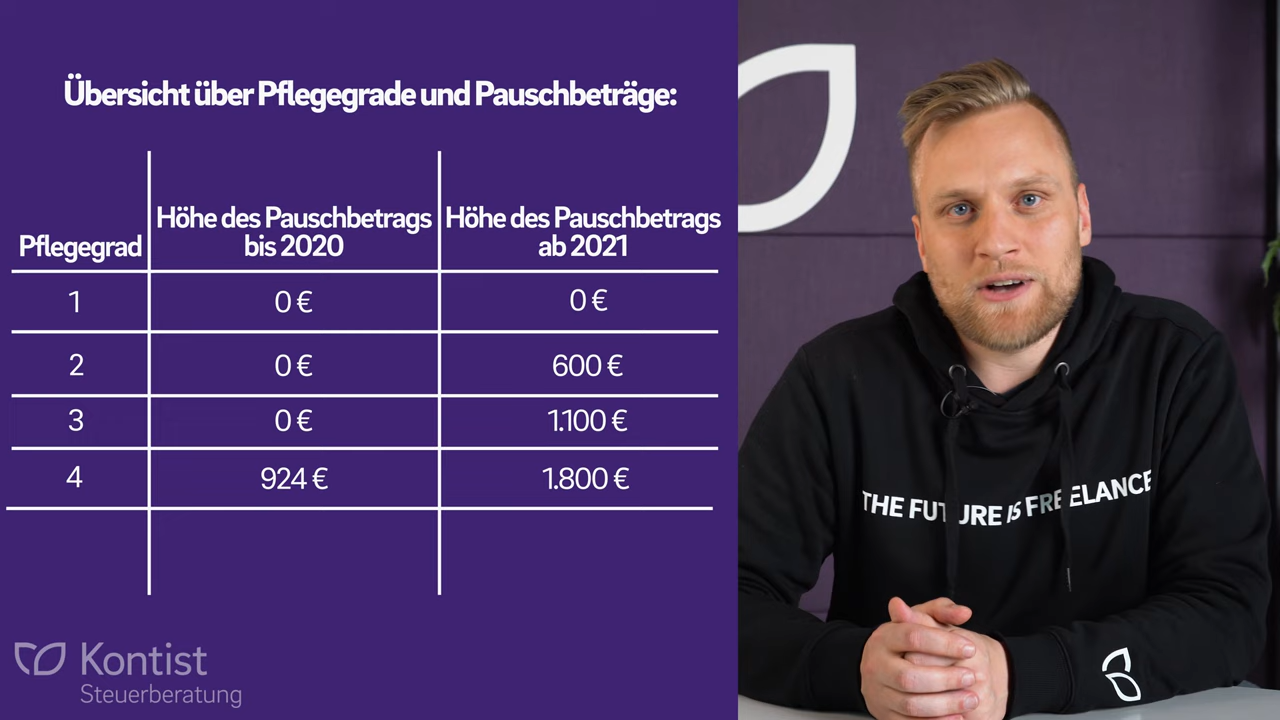 Übersicht über Pflegegrade und Pauschbeträge:
Pflegegrad
Höhe des Pauschbetrags
bis 2020
Höhe des Pauschbetrags
ab 2021
1 0 € 0 €
2 0 € 600 €
3 0 € 1.100 €
4 924 € 1.800 €
Kontist
Steuerberatung
THE FUTURE IS FREELANCE